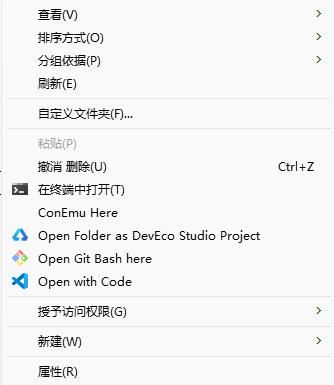 查看(V)
排序方式(O)
分组依据(P)
刷新(E)
自定义文件夹(F)...
粘贴(P)
撤消 删除(U) Ctrl+Z
在终端中打开(T)
ConEmu Here
Open Folder as DevEco Studio Project
Open Git Bash here
Open with Code
授予访问权限(G)
新建(W)
属性(R)